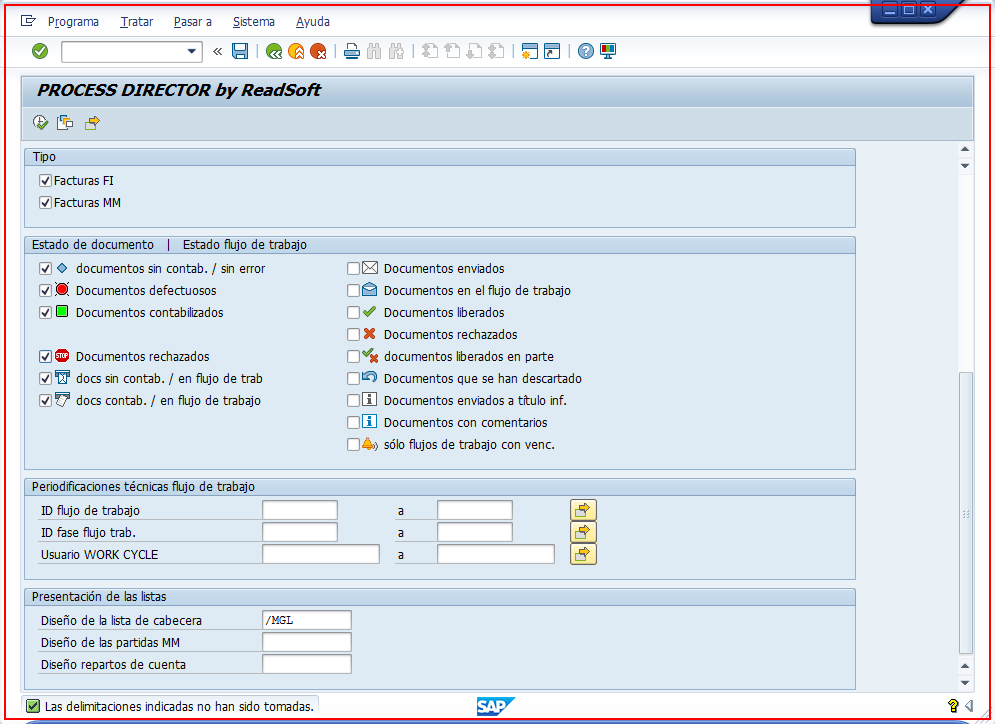 Programa Tratar Pasar a Sistema Ayuda
«
PROCESS DIRECTOR by ReadSoft
Tipo
Facturas FI
Facturas MM
Estado de documento | Estado flujo de trabajo
documentos sin contab. / sin error Documentos enviados
Documentos defectuosos Documentos en el flujo de trabajo
Documentos contabilizados Documentos liberados
Documentos rechazados
STOP Documentos rechazados documentos liberados en parte
docs sin contab. / en flujo de trab Documentos que se han descartado
docs contab. / en flujo de trabajo Documentos enviados a título inf.
Documentos con comentarios
sólo flujos de trabajo con venc.
Periodificaciones técnicas flujo de trabajo
ID flujo de trabajo a
ID fase flujo trab. a
Usuario WORK CYCLE a
Presentación de las listas
Diseño de la lista de cabecera /MGL
Diseño de las partidas MM
Diseño repartos de cuenta
Las delimitaciones indicadas no han sido tomadas. SAP